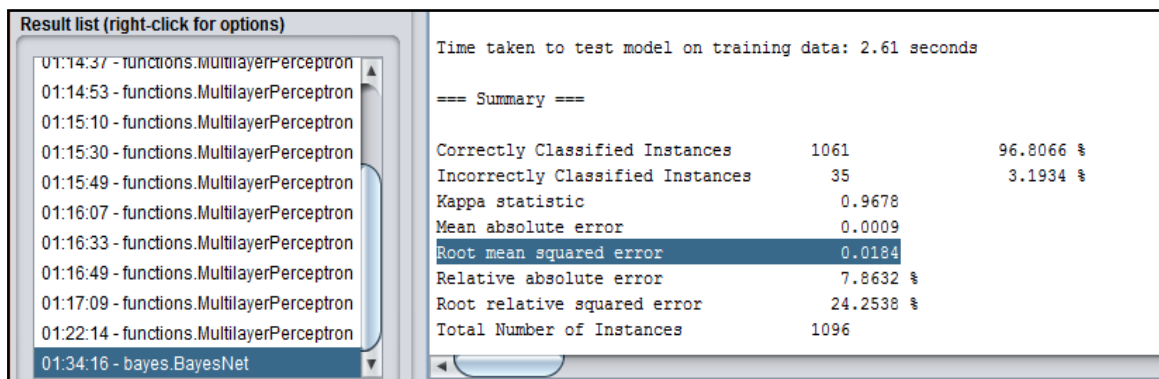 Result list (right-click for options)
01:14:37 - functions.MultilayerPerceptron
01:14:53 - functions.MultilayerPerceptron
01:15:10 - functions.MultilayerPerceptron
01:15:30 - functions.MultilayerPerceptron
01:15:49 - functions.MultilayerPerceptron
01:16:07 - functions.MultilayerPerceptron
01:16:33 - functions.MultilayerPerceptron
01:16:49 - functions.MultilayerPerceptron
01:17:09 - functions.MultilayerPerceptron
01:22:14 - functions.MultilayerPerceptron
01:34:16 - bayes.BayesNet
Time taken to test model on training data: 2.61 seconds
=== Summary ===
Correctly Classified Instances 1061 96.8066 %
Incorrectly Classified Instances 35 3.1934 %
Kappa statistic 0.9678
Mean absolute error 0.0009
Root mean squared error 0.0184
Relative absolute error 7.8632 %
Root relative squared error 24.2538 %
Total Number of Instances 1096